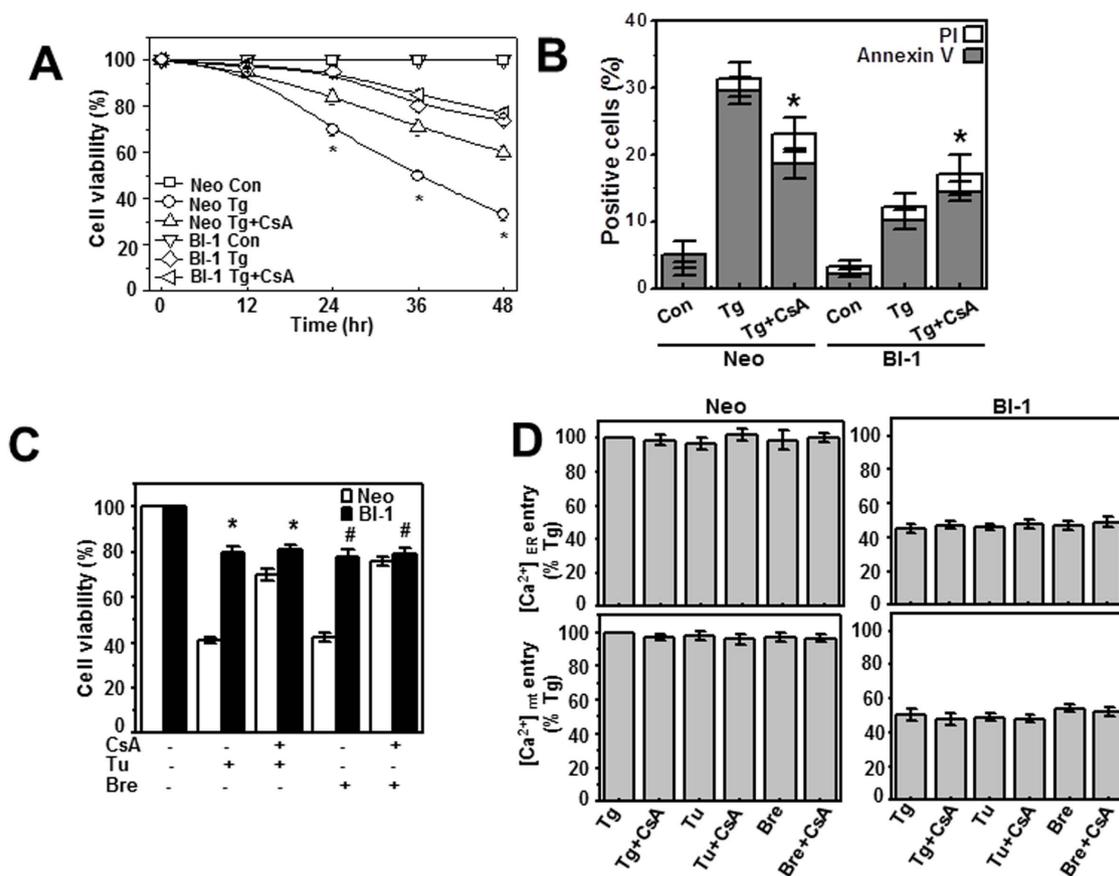 A
Cell viability (%)
100
80
60
40
20
0
Neo Con
Neo Tg
Neo Tg+CsA
BI-1 Con
BI-1 Tg
BI-1 Tg+CsA
*
*
*
0 12 24 36 48
Time (hr)
B
Positive cells (%)
40
30
20
10
0
PI
Annexin V
* *
Con Tg Tg+CsA Con Tg Tg+CsA
Neo BI-1
C
Cell viability (%)
100
80
60
40
20
0
Neo
BI-1
* * # #
CsA - - + - +
Tu - + + - -
Bre - - - + +
D
Neo BI-1
[Ca2+] ER entry
(% Tg)
100
80
60
40
20
0
100
80
60
40
20
0
[Ca2+] mt entry
(% Tg)
100
80
60
40
20
0
100
80
60
40
20
0
Tg Tg+CsA Tu Tu+CsA Bre Bre+CsA
Tg Tg+CsA Tu Tu+CsA Bre Bre+CsA